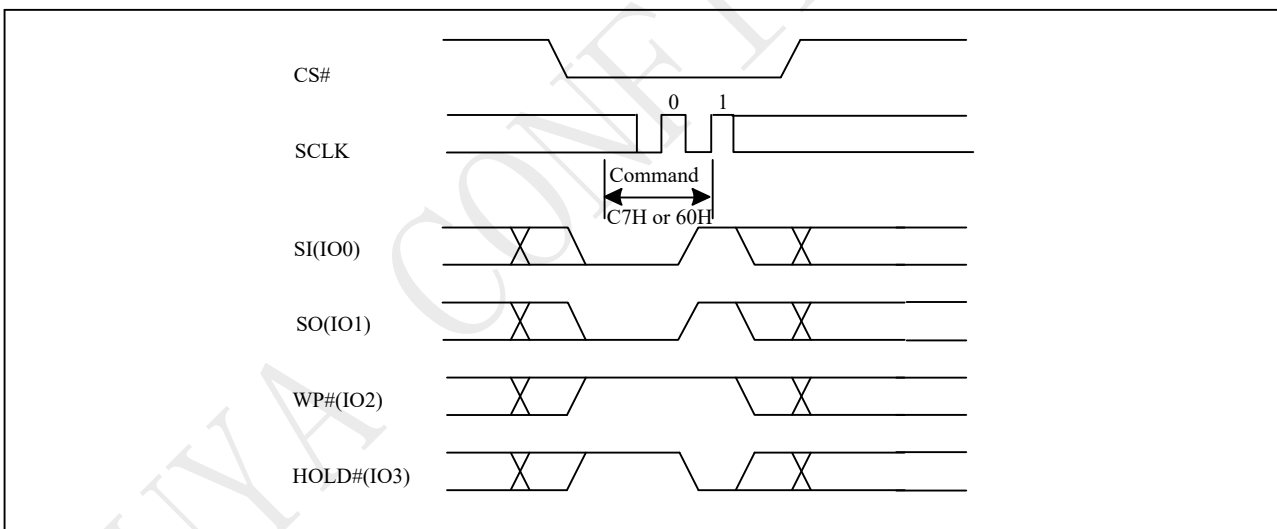 CS#
0 1
SCLK
Command
C7H or 60H
SI(IO0)
SO(IO1)
WP#(IO2)
HOLD#(IO3)